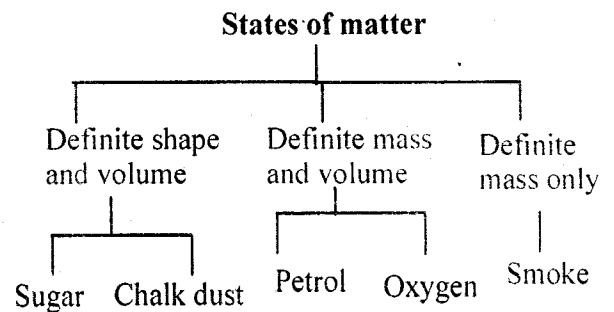 States of matter
Definite shape
and volume
Definite mass
and volume
Definite
mass only
Sugar
Chalk dust
Petrol
Oxygen
Smoke